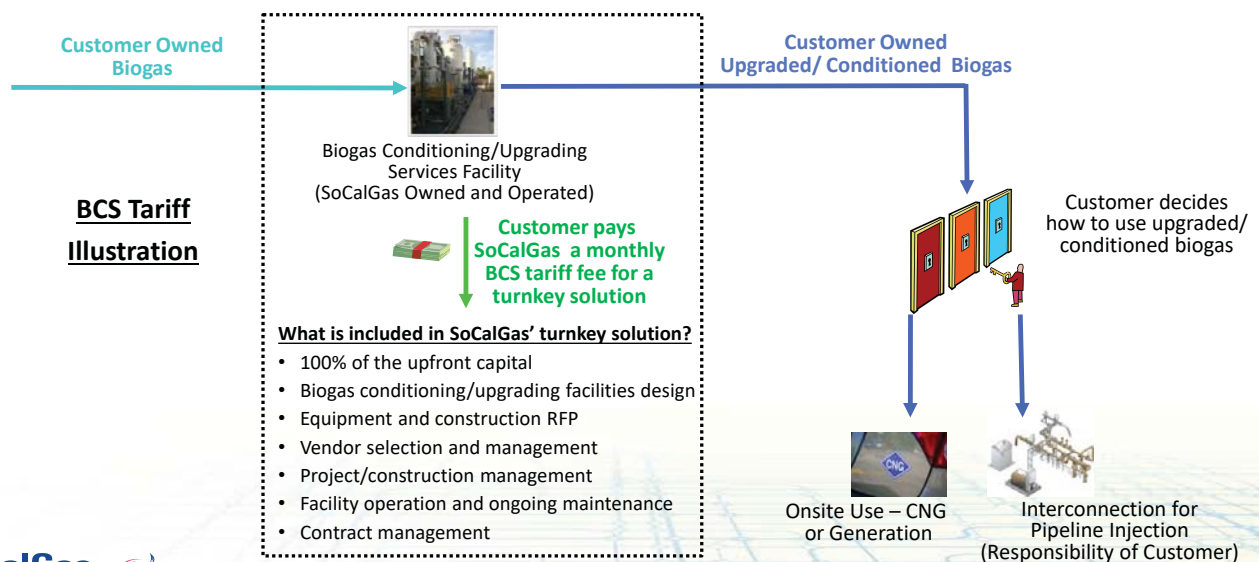 Customer Owned
Biogas
Customer Owned
Upgraded/ Conditioned Biogas
Biogas Conditioning/Upgrading
Services Facility
(SoCalGas Owned and Operated)
BCS Tariff
Illustration
Customer pays
SoCalGas a monthly
BCS tariff fee for a
turnkey solution
Customer decides
how to use upgraded/
conditioned biogas
What is included in SoCalGas' turnkey solution?
• 100% of the upfront capital
• Biogas conditioning/upgrading facilities design
• Equipment and construction RFP
• Vendor selection and management
• Project/construction management
• Facility operation and ongoing maintenance
• Contract management
CNG
Onsite Use – CNG
or Generation
Interconnection for
Pipeline Injection
(Responsibility of Customer)